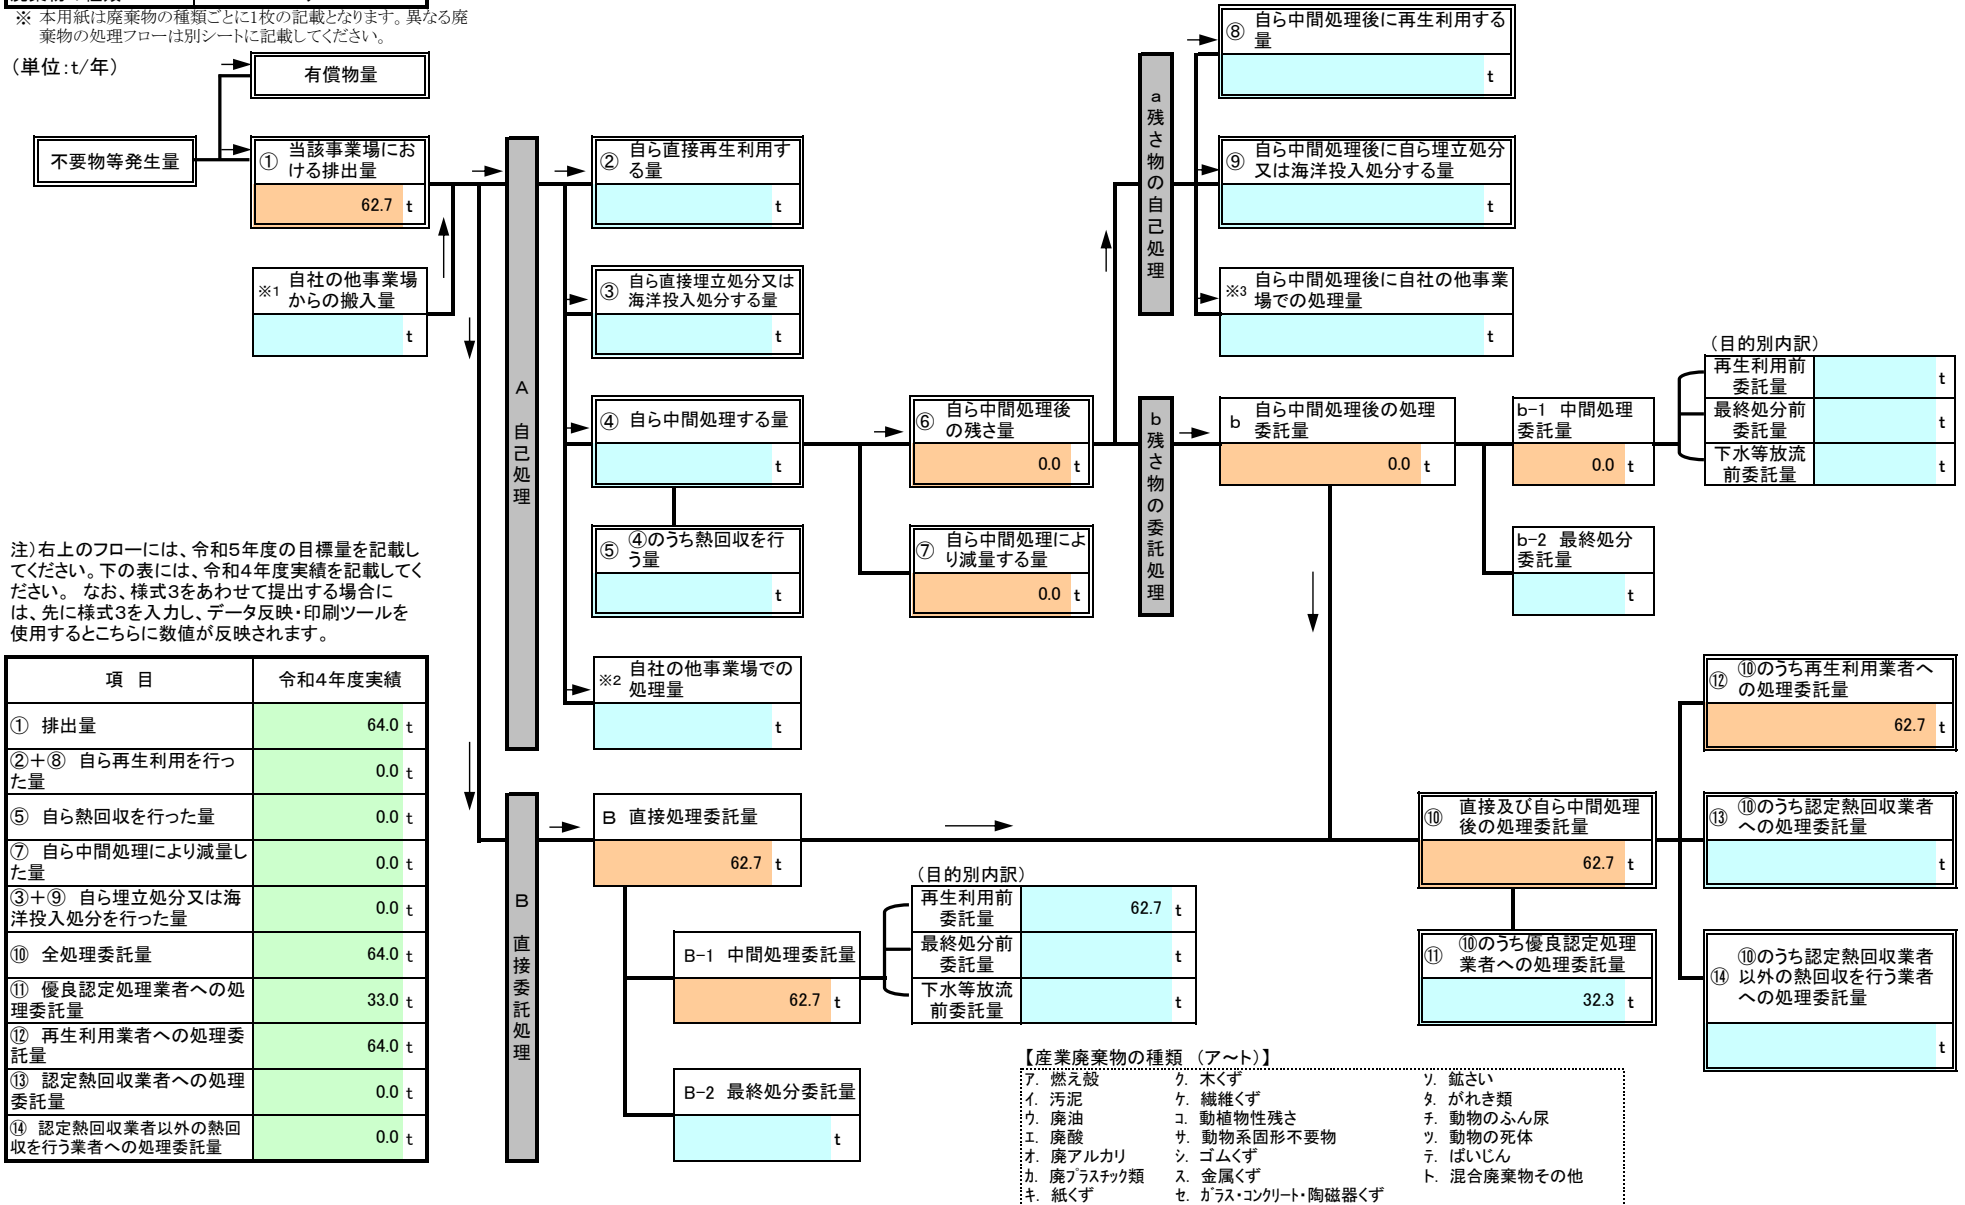 ※ 本用紙は廃棄物の種類ごとに1枚の記載となります。異なる廃
棄物の処理フローは別シートに記載してください。
（単位:t/年）
有償物量
不要物等発生量
① 当該事業場にお
ける排出量
62.7 t
※1 自社の他事業場
からの搬入量
t
A 自己処理
② 自ら直接再生利用す
る量
t
③ 自ら直接埋立処分又は
海洋投入処分する量
t
④ 自ら中間処理する量
t
⑤ ④のうち熱回収を行
う量
t
※2 自社の他事業場での
処理量
t
⑥ 自ら中間処理後
の残さ量
0.0 t
⑦ 自ら中間処理によ
り減量する量
0.0 t
a 残さ物の自己処理
⑧ 自ら中間処理後に再生利用する
量
t
⑨ 自ら中間処理後に自ら埋立処分
又は海洋投入処分する量
t
※3 自ら中間処理後に自社の他事業
場での処理量
t
b 残さ物の委託処理
b 自ら中間処理後の処理
委託量
0.0 t
b-1 中間処理
委託量
0.0 t
（目的別内訳）
再生利用前
委託量
t
最終処分前
委託量
t
下水等放流
前委託量
t
b-2 最終処分
委託量
t
注）右上のフローには、令和５年度の目標量を記載し
てください。下の表には、令和４年度実績を記載してく
ださい。 なお、様式３をあわせて提出する場合に
は、先に様式３を入力し、データ反映・印刷ツールを
使用するとこちらに数値が反映されます。
項 目 令和４年度実績
① 排出量 64.0 t
②＋⑧ 自ら再生利用を行っ
た量 0.0 t
⑤ 自ら熱回収を行った量 0.0 t
⑦ 自ら中間処理により減量し
た量 0.0 t
③＋⑨ 自ら埋立処分又は海
洋投入処分を行った量 0.0 t
⑩ 全処理委託量 64.0 t
⑪ 優良認定処理業者への処
理委託量 33.0 t
⑫ 再生利用業者への処理委
託量 64.0 t
⑬ 認定熱回収業者への処理
委託量 0.0 t
⑭ 認定熱回収業者以外の熱回
収を行う業者への処理委託量 0.0 t
B 直接委託処理
B 直接処理委託量
62.7 t
B-1 中間処理委託量
62.7 t
（目的別内訳）
再生利用前
委託量
62.7 t
最終処分前
委託量
t
下水等放流
前委託量
t
B-2 最終処分委託量
t
⑩ 直接及び自ら中間処理
後の処理委託量
62.7 t
⑪ ⑩のうち優良認定処理
業者への処理委託量
32.3 t
⑫ ⑩のうち再生利用業者へ
の処理委託量
62.7 t
⑬ ⑩のうち認定熱回収業者
への処理委託量
t
⑭ ⑩のうち認定熱回収業者
以外の熱回収を行う業者
への処理委託量
t
【産業廃棄物の種類 （ア～ト）】
ア. 燃え殻 ク. 木くず ソ. 鉱さい
イ. 汚泥 ケ. 繊維くず タ. がれき類
ウ. 廃油 コ. 動植物性残さ チ. 動物のふん尿
エ. 廃酸 サ. 動物系固形不要物 ツ. 動物の死体
オ. 廃アルカリ シ. ゴムくず テ. ばいじん
カ. 廃プラスチック類 ス. 金属くず ト. 混合廃棄物その他
キ. 紙くず セ. ガラス・コンクリート・陶磁器くず